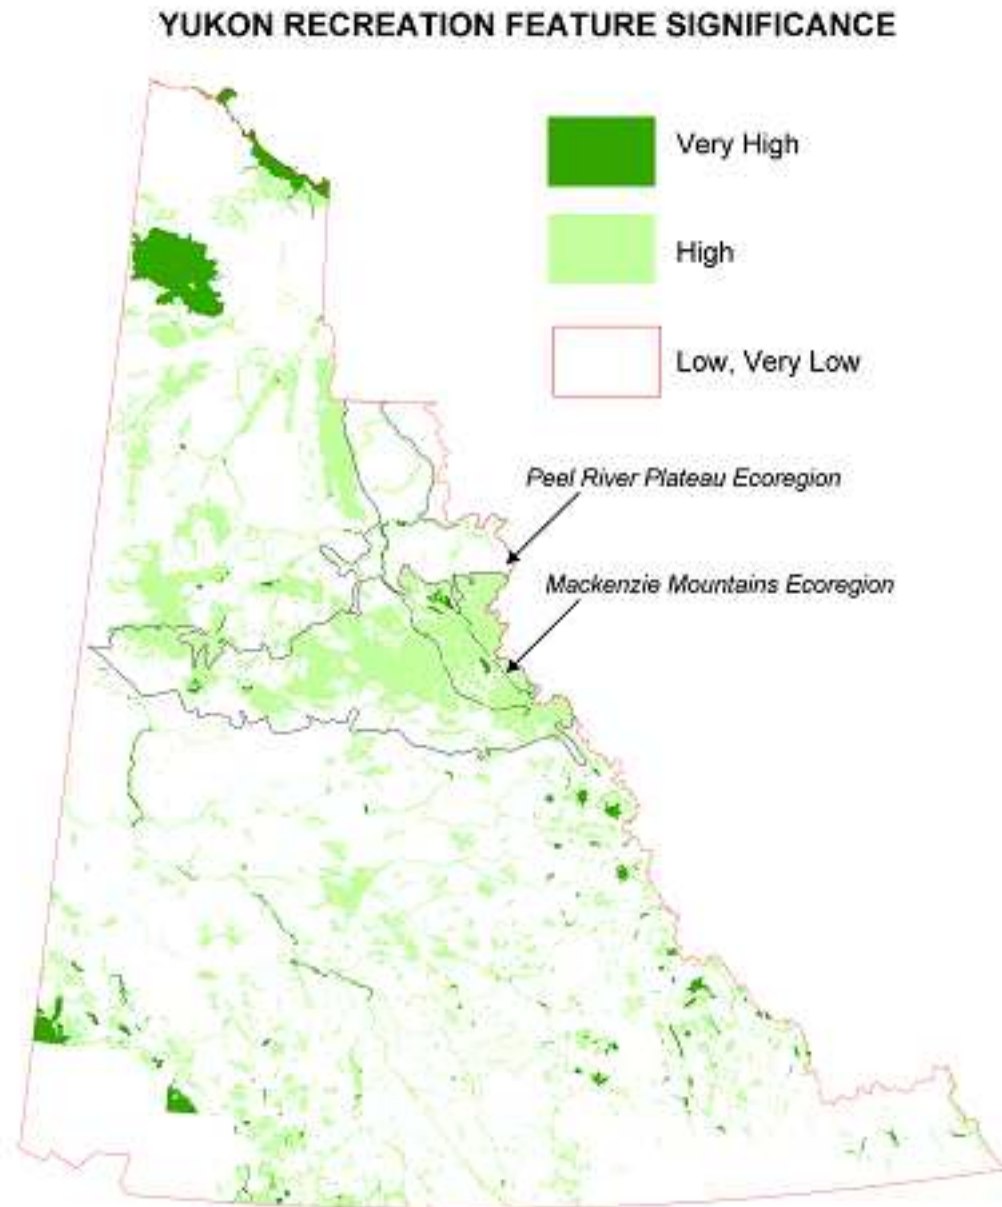 YUKON RECREATION FEATURE SIGNIFICANCE
Very High
High
Low, Very Low
Peel River Plateau Ecoregion
Mackenzie Mountains Ecoregion